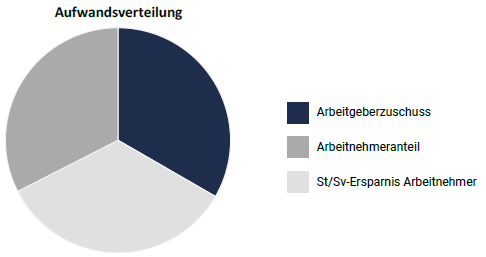 Aufwandsverteilung
Arbeitgeberzuschuss
Arbeitnehmeranteil
St/Sv-Ersparnis Arbeitnehmer